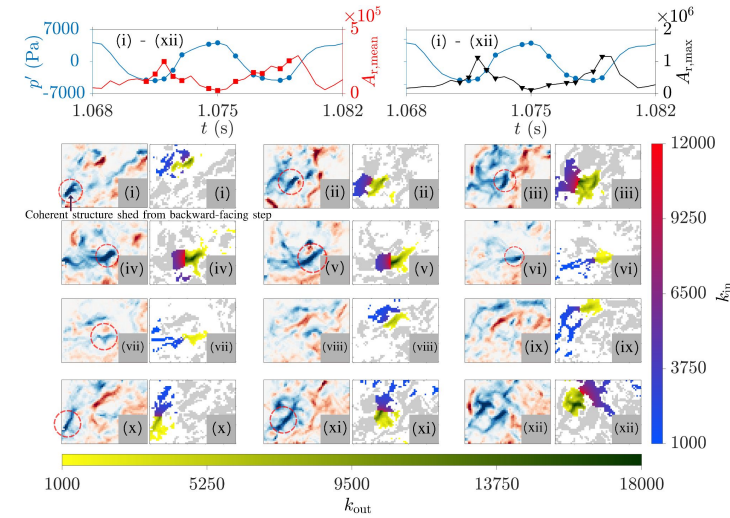 ×10⁵
×10⁶
7000
0
-7000
p′ (Pa)
(i) - (xii)
5
0
A_r,mean
(i) - (xii)
2
1
0
A_r,max
1.068
1.075
1.082
1.068
1.075
1.082
t (s)
t (s)
(i)
(i)
(ii)
(ii)
(iii)
(iii)
Coherent structure shed from backward-facing step
(iv)
(iv)
(v)
(v)
(vi)
(vi)
(vii)
(vii)
(viii)
(viii)
(ix)
(ix)
(x)
(x)
(xi)
(xi)
(xii)
(xii)
12000
9250
6500
3750
1000
k_in
1000
5250
9500
13750
18000
k_out